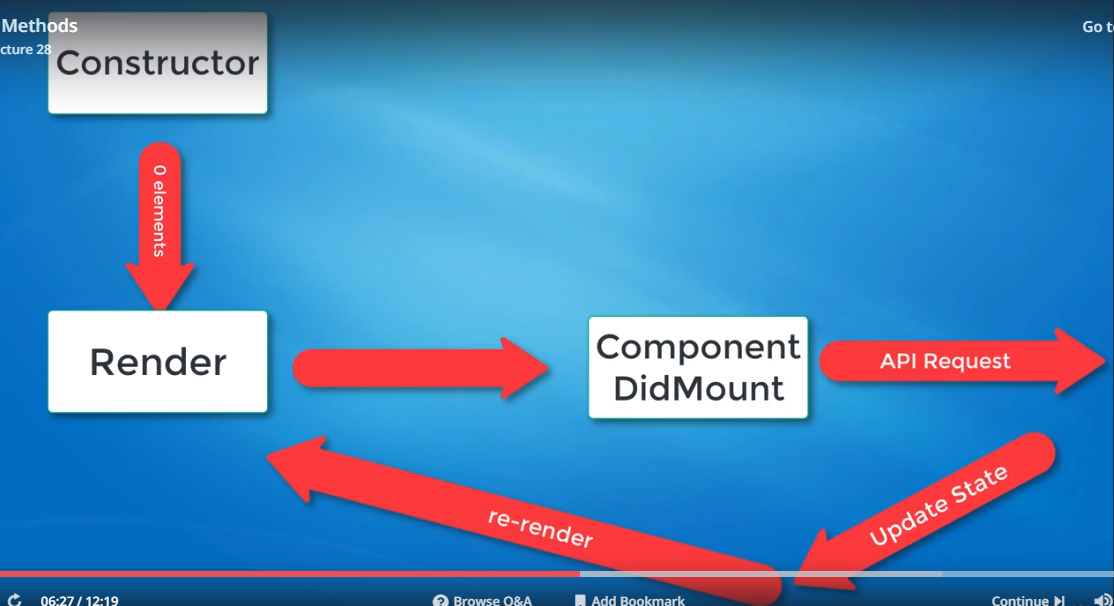 Methods
Go t
cture 28
Constructor
0 elements
Render
Component
DidMount
API Request
Update State
re-render
06:27 / 12:19
Browse Q&A
Add Bookmark
Continue